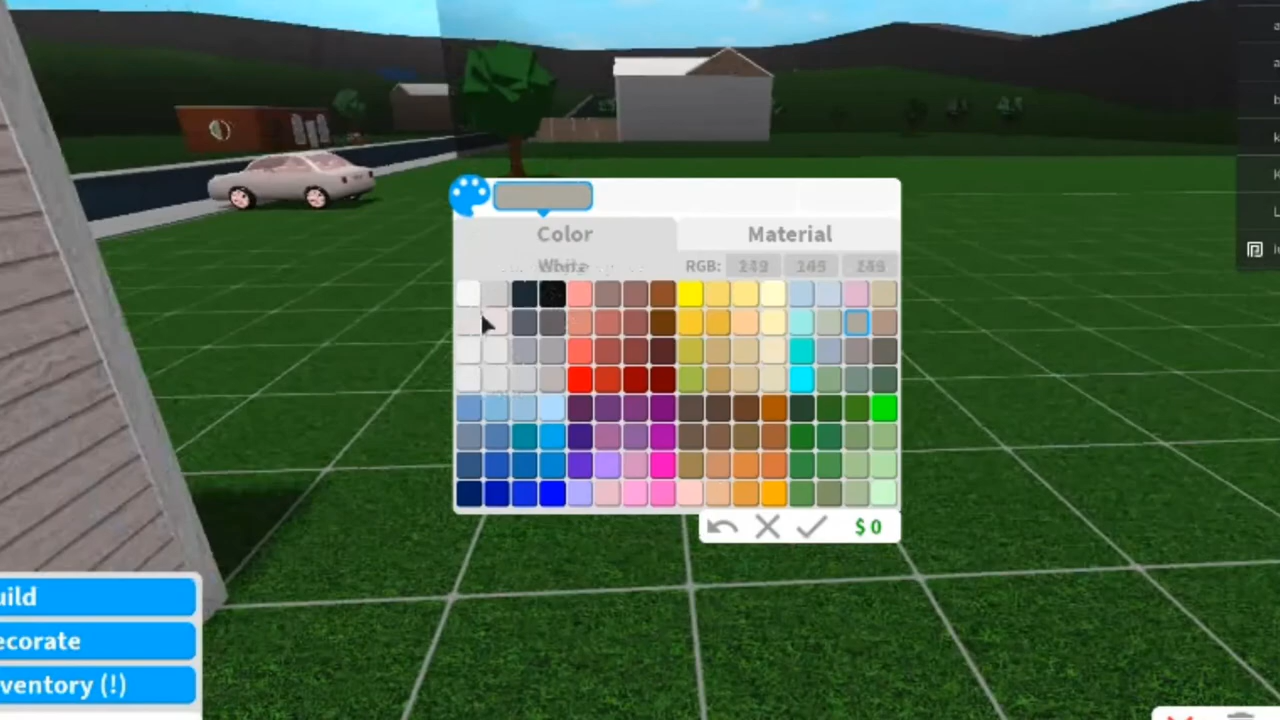 Color
Material
White
RGB:
$ 0
uild
ecorate
ventory (!)